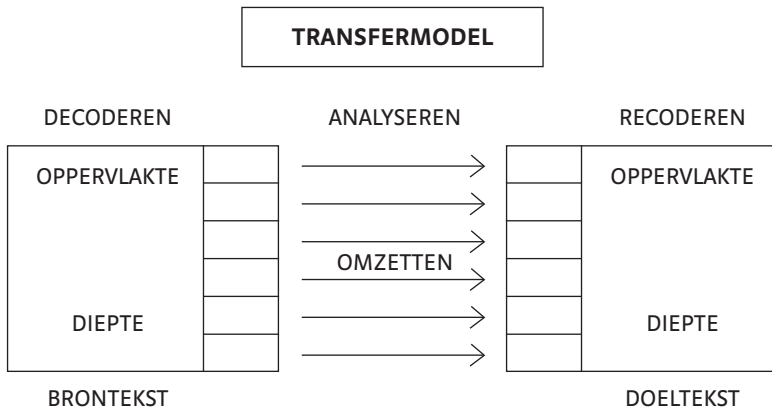 TRANSFERMODEL
DECODEREN ANALYSEREN RECODEREN
OPPERVLAKTE OPPERVLAKTE
OMZETTEN
DIEPTE DIEPTE
BRONTEKST DOELTEKST